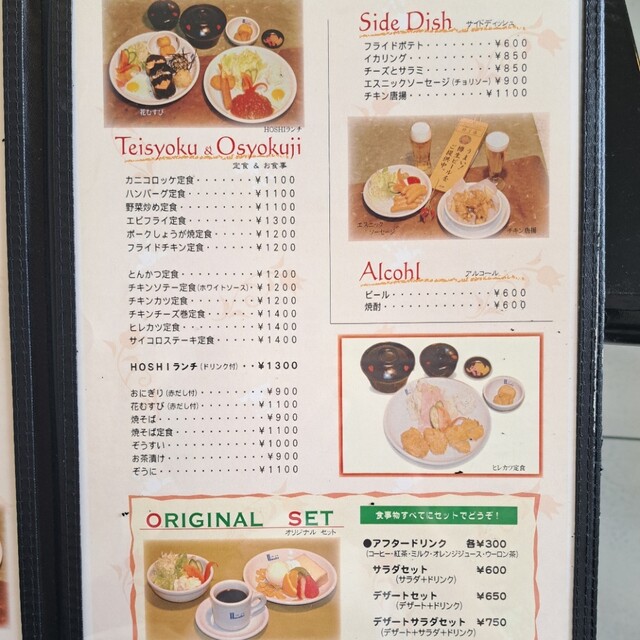 花むすび
HOSHIランチ
Teisyoku & Osyokuji
定食 & お食事
カニコロッケ定食・・・・・・・・¥1100
ハンバーグ定食・・・・・・・・・¥1100
野菜炒め定食・・・・・・・・・・¥1100
エビフライ定食・・・・・・・・・¥1300
ポークしょうが焼定食・・・・・・¥1200
フライドチキン定食・・・・・・・¥1200
とんかつ定食・・・・・・・・・・¥1200
チキンソテー定食(ホワイトソース)・¥1200
チキンカツ定食・・・・・・・・・¥1200
チキンチーズ巻定食・・・・・・・¥1400
ヒレカツ定食・・・・・・・・・・¥1400
サイコロステーキ定食・・・・・・¥1400
HOSHIランチ(ドリンク付)・・¥1300
おにぎり(赤だし付)・・・・・・・¥900
花むすび(赤だし付)・・・・・・・¥1100
焼そば・・・・・・・・・・・・・¥900
焼そば定食・・・・・・・・・・・¥1100
ぞうすい・・・・・・・・・・・・¥1000
お茶漬け・・・・・・・・・・・・¥900
ぞうに・・・・・・・・・・・・・¥1100
Side Dish サイドディッシュ
フライドポテト・・・・・・・・¥600
イカリング・・・・・・・・・・¥850
チーズとサラミ・・・・・・・・¥850
エスニックソーセージ(チョリソー)・¥900
チキン唐揚・・・・・・・・・・¥1100
エスニック
ソーセージ
チキン唐揚
Alcohl アルコール
ビール・・・・・・・・・・・・¥600
焼酎・・・・・・・・・・・・・¥600
ヒレカツ定食
ORIGINAL SET
オリジナル セット
食事物すべてにセットでどうぞ!
●アフタードリンク 各¥300
(コーヒー・紅茶・ミルク・オレンジジュース・ウーロン茶)
サラダセット ¥600
(サラダ+ドリンク)
デザートセット ¥650
(デザート+ドリンク)
デザートサラダセット ¥750
(デザート+サラダ+ドリンク)